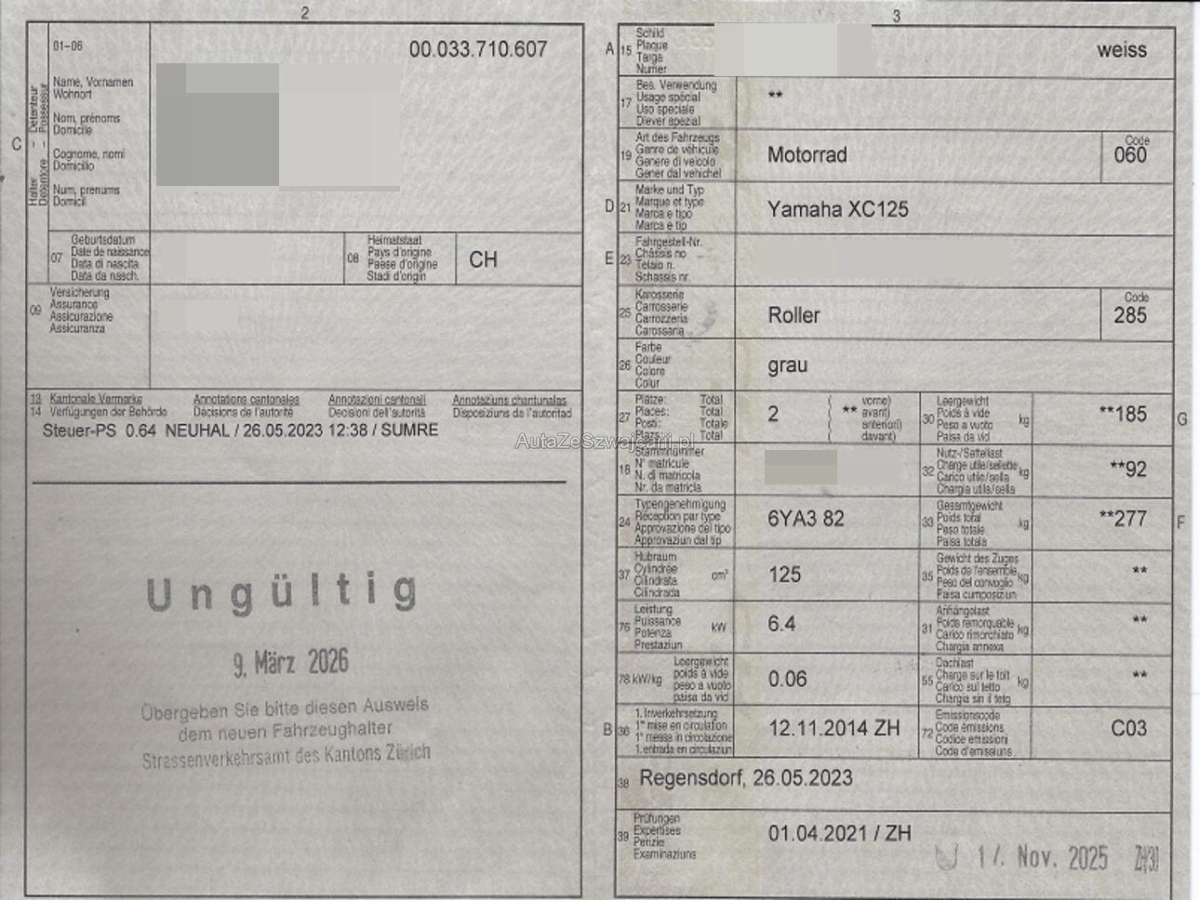 2
01-06
00.033.710.607
C
Halter – Détenteur
Detentore – Possessur
Name, Vornamen
Wohnort
Nom, prénoms
Domicile
Cognome, nomi
Domicilio
Num, prenums
Domicil
07
Geburtsdatum
Date de naissance
Data di nascita
Data da nasch.
08
Heimatstaat
Pays d'origine
Paese d'origine
Stadi d'origin
CH
09
Versicherung
Assurance
Assicurazione
Assicuranza
13 Kantonale Vermerke Annotations cantonales Annotazioni cantonali Annotaziuns chantunalas
14 Verfügungen der Behörde Décisions de l'autorité Decisioni dell'autorità Disposiziuns da l'autoritad
Steuer-PS 0.64 NEUHAL / 26.05.2023 12:38 / SUMRE
Ungültig
9. März 2026
Übergeben Sie bitte diesen Ausweis
dem neuen Fahrzeughalter
Strassenverkehrsamt des Kantons Zürich
AutaZeSzwajcarii.pl
3
A
15
Schild
Plaque
Targa
Numer
weiss
17
Bes. Verwendung
Usage spécial
Uso speciale
Diever spezial
**
19
Art des Fahrzeugs
Genre de véhicule
Genere di veicolo
Gener dal vehichel
Motorrad
Code
060
D
21
Marke und Typ
Marque et type
Marca e tipo
Marca e tip
Yamaha XC125
E
23
Fahrgestell-Nr.
Châssis no
Telaio n.
Schassis nr.
25
Karosserie
Carrosserie
Carrozzeria
Carossaria
Roller
Code
285
26
Farbe
Couleur
Colore
Colur
grau
27
Plätze: Total
Places: Total
Posti: Totale
Plazs: Total
2
( ** vorne)
avant)
anteriori)
davant)
30
Leergewicht
Poids à vide
Peso a vuoto
Paisa da vid
kg
**185
G
18
Stammnummer
N° matricule
N. di matricola
Nr. da matricla
32
Nutz-/Sattellast
Charge utile/sellette
Carico utile/sella
Chargia utila/sella
kg
**92
24
Typengenehmigung
Réception par type
Approvazione del tipo
Approvaziun dal tip
6YA3 82
33
Gesamtgewicht
Poids total
Peso totale
Paisa totala
kg
**277
F
37
Hubraum
Cylindrée
Cilindrata
Cilindrada
cm³
125
35
Gewicht des Zuges
Poids de l'ensemble
Peso del convoglio
Paisa cumposiziun
kg
**
76
Leistung
Puissance
Potenza
Prestaziun
kW
6.4
31
Anhängelast
Poids remorquable
Carico rimorchiato
Chargia annexa
kg
**
78 kW/kg
Leergewicht
poids à vide
peso a vuoto
paisa da vid
0.06
55
Dachlast
Charge sur le toit
Carico sul tetto
Chargia sin il tetg
kg
**
B
36
1. Inverkehrsetzung
1re mise en circulation
1a messa in circolazione
1. entrada en circulaziun
12.11.2014 ZH
72
Emissionscode
Code émissions
Codice emissioni
Code d'emissiuns
C03
38
Regensdorf, 26.05.2023
39
Prüfungen
Expertises
Perizie
Examinaziuns
01.04.2021 / ZH
17. Nov. 2025